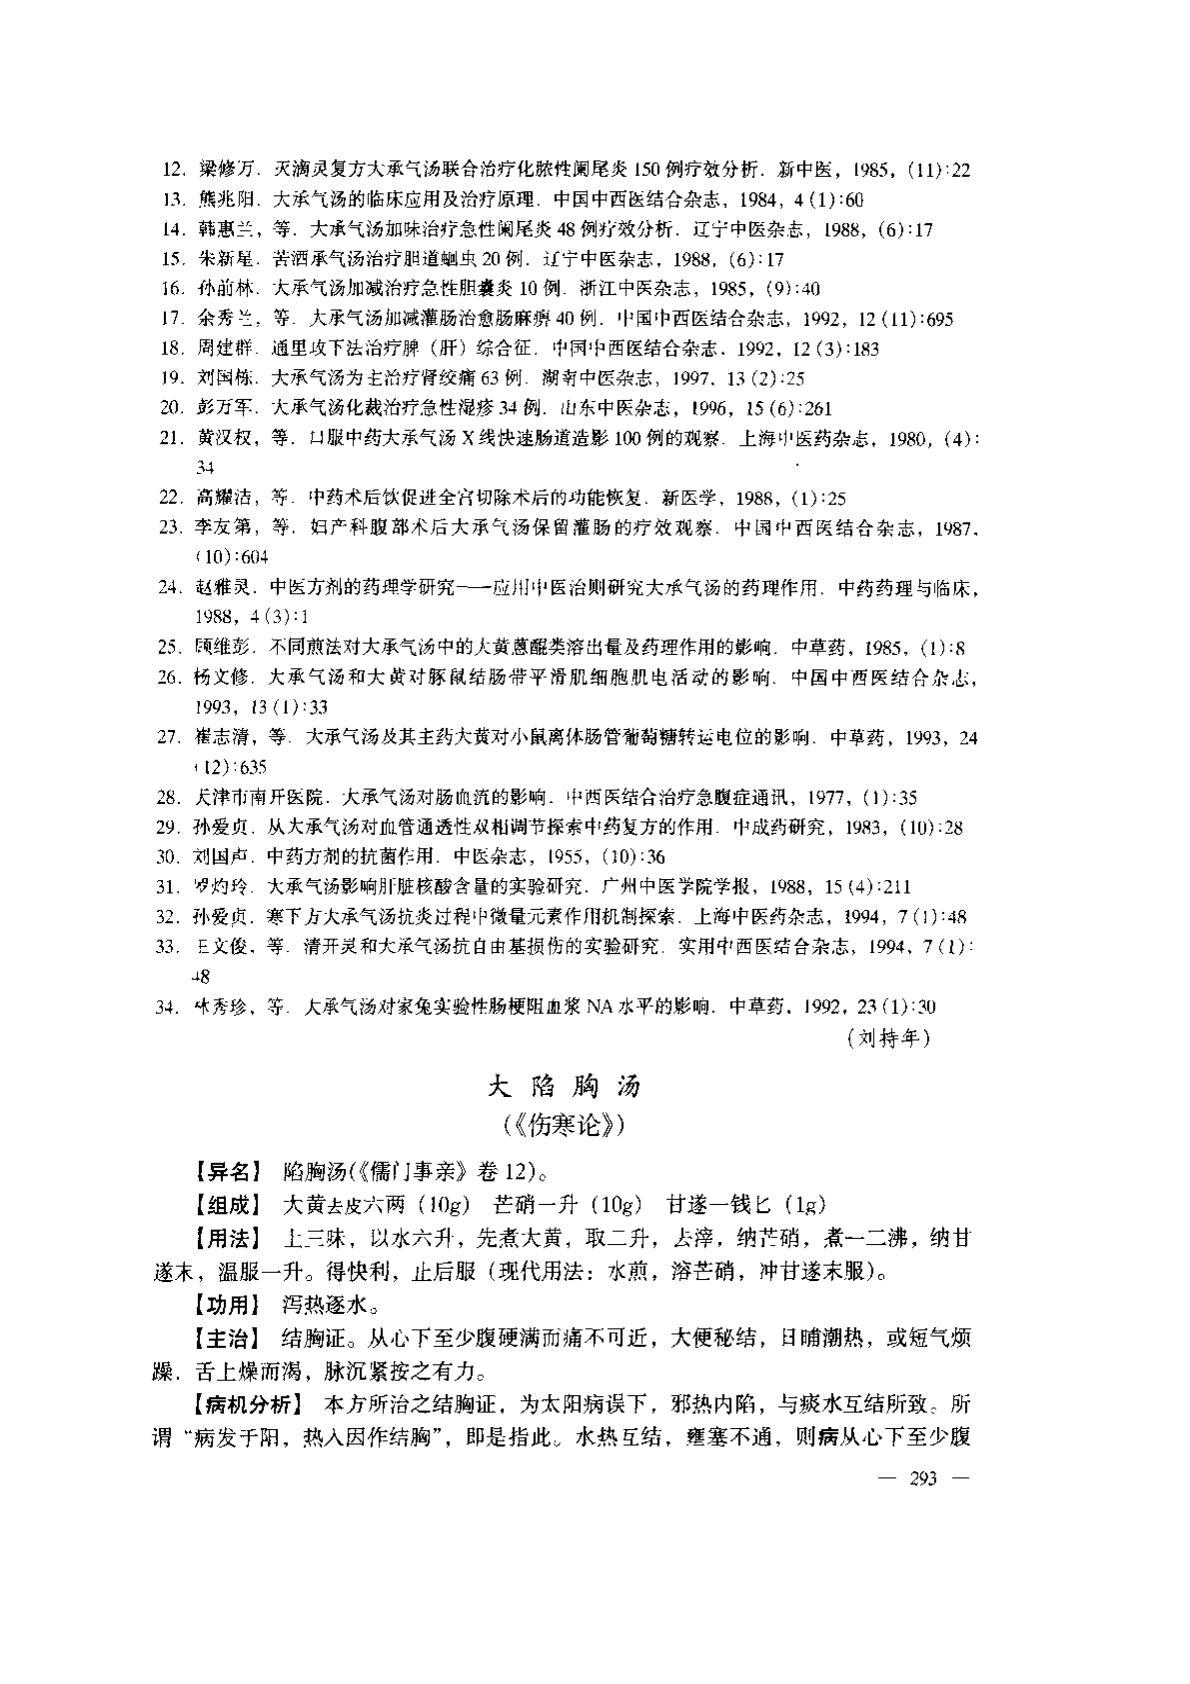 12. 梁修万. 灭滴灵复方大承气汤联合治疗化脓性阑尾炎 150 例疗效分析. 新中医, 1985, (11):22
13. 熊兆阳. 大承气汤的临床应用及治疗原理. 中国中西医结合杂志, 1984, 4 (1):60
14. 韩惠兰, 等. 大承气汤加味治疗急性阑尾炎 48 例疗效分析. 辽宁中医杂志, 1988, (6):17
15. 朱新星. 苦酒承气汤治疗胆道蛔虫 20 例. 辽宁中医杂志, 1988, (6):17
16. 孙前林. 大承气汤加减治疗急性胆囊炎 10 例. 浙江中医杂志, 1985, (9):40
17. 余秀兰, 等. 大承气汤加减灌肠治愈肠麻痹 40 例. 中国中西医结合杂志, 1992, 12 (11):695
18. 周建群. 通里攻下法治疗脾（肝）综合征. 中国中西医结合杂志. 1992, 12 (3):183
19. 刘国栋. 大承气汤为主治疗肾绞痛 63 例. 湖南中医杂志, 1997, 13 (2):25
20. 彭万军. 大承气汤化裁治疗急性湿疹 34 例. 山东中医杂志, 1996, 15 (6):261
21. 黄汉权, 等. 口服中药大承气汤 X 线快速肠道造影 100 例的观察. 上海中医药杂志, 1980, (4):
34
22. 高耀洁, 等. 中药术后饮促进全宫切除术后的功能恢复. 新医学, 1988, (1):25
23. 李友第, 等. 妇产科腹部术后大承气汤保留灌肠的疗效观察. 中国中西医结合杂志, 1987,
(10):604
24. 赵雅灵. 中医方剂的药理学研究——应用中医治则研究大承气汤的药理作用. 中药药理与临床,
1988, 4 (3):1
25. 顾维彭. 不同煎法对大承气汤中的大黄蒽醌类溶出量及药理作用的影响. 中草药, 1985, (1):8
26. 杨文修. 大承气汤和大黄对豚鼠结肠带平滑肌细胞肌电活动的影响. 中国中西医结合杂志,
1993, 13 (1):33
27. 崔志清, 等. 大承气汤及其主药大黄对小鼠离体肠管葡萄糖转运电位的影响. 中草药, 1993, 24
(12):635
28. 天津市南开医院. 大承气汤对肠血流的影响. 中西医结合治疗急腹症通讯, 1977, (1):35
29. 孙爱贞. 从大承气汤对血管通透性双相调节探索中药复方的作用. 中成药研究, 1983, (10):28
30. 刘国声. 中药方剂的抗菌作用. 中医杂志, 1955, (10):36
31. 罗灼玲. 大承气汤影响肝脏核酸含量的实验研究. 广州中医学院学报, 1988, 15 (4):211
32. 孙爱贞. 寒下方大承气汤抗炎过程中微量元素作用机制探索. 上海中医药杂志, 1994, 7 (1):48
33. 王文俊, 等. 清开灵和大承气汤抗自由基损伤的实验研究. 实用中西医结合杂志, 1994, 7 (1):
48
34. 秀珍, 等. 大承气汤对家兔实验性肠梗阻血浆 NA 水平的影响. 中草药, 1992, 23 (1):30
（刘持年）
大 陷 胸 汤
(《伤寒论》)
【异名】 陷胸汤(《儒门事亲》卷 12)。
【组成】 大黄去皮六两（10g） 芒硝一升（10g） 甘遂一钱匕（1g）
【用法】 上三味，以水六升，先煮大黄，取二升，去滓，纳芒硝，煮一二沸，纳甘
遂末，温服一升。得快利，止后服（现代用法：水煎，溶芒硝，冲甘遂末服）。
【功用】 泻热逐水。
【主治】 结胸证。从心下至少腹硬满而痛不可近，大便秘结，日晡潮热，或短气烦
躁，舌上燥而渴，脉沉紧按之有力。
【病机分析】 本方所治之结胸证，为太阳病误下，邪热内陷，与痰水互结所致。所
谓“病发于阳，热入因作结胸”，即是指此。水热互结，壅塞不通，则病从心下至少腹
— 293 —